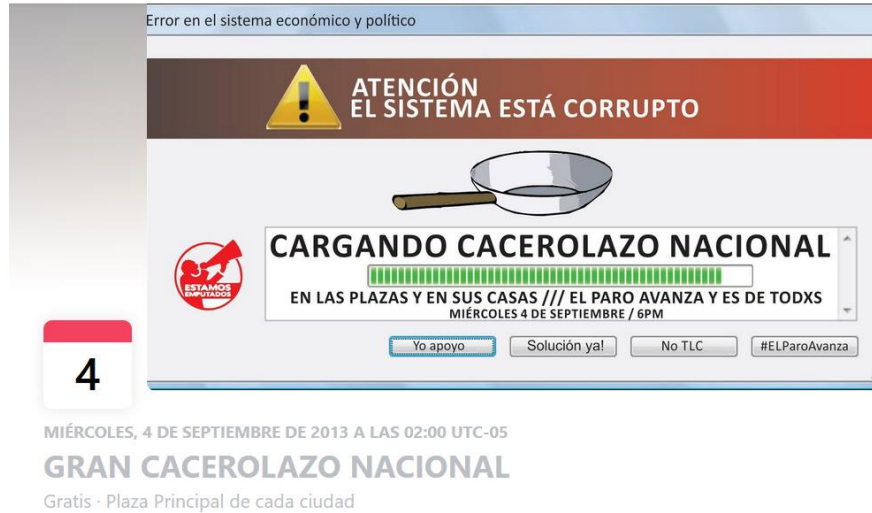 Error en el sistema económico y político
ATENCIÓN
EL SISTEMA ESTÁ CORRUPTO
ESTAMOS
EMPUTADOS
CARGANDO CACEROLAZO NACIONAL
EN LAS PLAZAS Y EN SUS CASAS /// EL PARO AVANZA Y ES DE TODXS
MIÉRCOLES 4 DE SEPTIEMBRE / 6PM
Yo apoyo Solución ya! No TLC #ELParoAvanza
4
MIÉRCOLES, 4 DE SEPTIEMBRE DE 2013 A LAS 02:00 UTC-05
GRAN CACEROLAZO NACIONAL
Gratis · Plaza Principal de cada ciudad